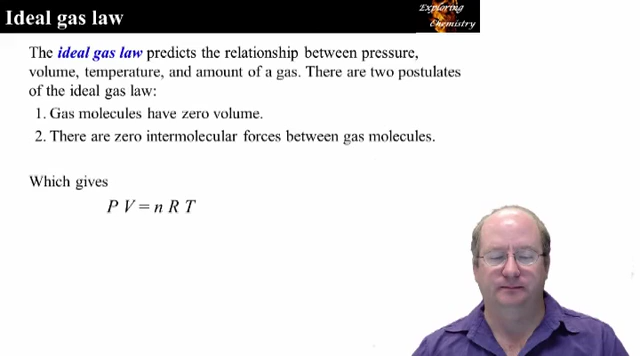 Ideal gas law
Exploring
Chemistry
The ideal gas law predicts the relationship between pressure,
volume, temperature, and amount of a gas. There are two postulates
of the ideal gas law:
1. Gas molecules have zero volume.
2. There are zero intermolecular forces between gas molecules.
Which gives
P V = n R T